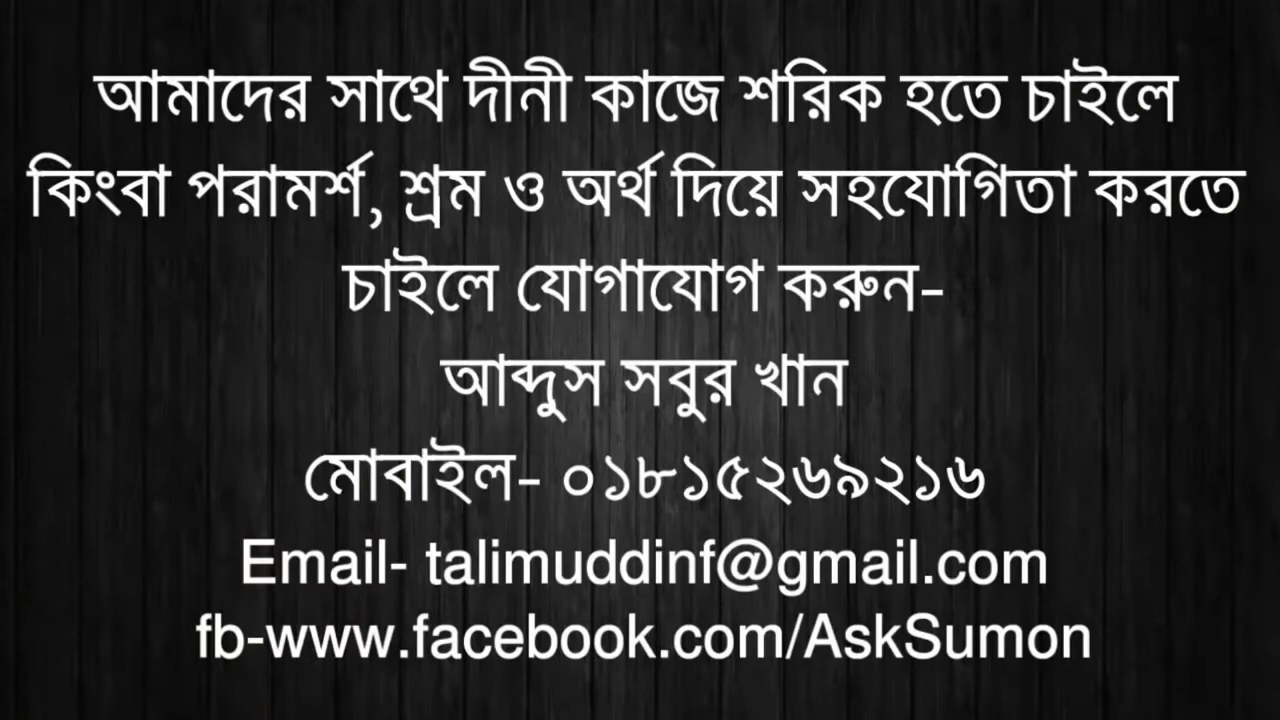 আমাদের সাথে দীনী কাজে শরিক হতে চাইলে
কিংবা পরামর্শ, শ্রম ও অর্থ দিয়ে সহযোগিতা করতে
চাইলে যোগাযোগ করুন-
আব্দুস সবুর খান
মোবাইল- ০১৮১৫২৬৯২১৬
Email- talimuddinf@gmail.com
fb-www.facebook.com/AskSumon